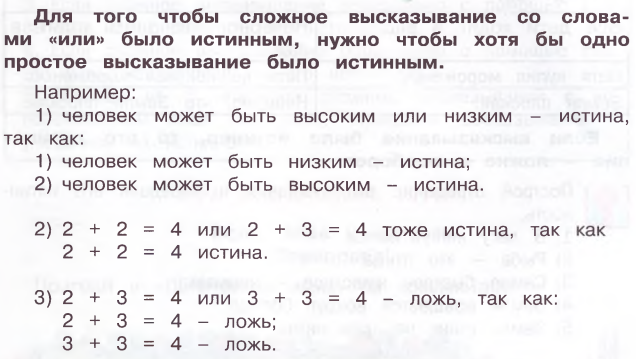 Для того чтобы сложное высказывание со слова-
ми «или» было истинным, нужно чтобы хотя бы одно
простое высказывание было истинным.
Например:
1) человек может быть высоким или низким – истина,
так как:
1) человек может быть низким – истина;
2) человек может быть высоким – истина.
2) 2 + 2 = 4 или 2 + 3 = 4 тоже истина, так как
2 + 2 = 4 истина.
3) 2 + 3 = 4 или 3 + 3 = 4 – ложь, так как:
2 + 3 = 4 – ложь;
3 + 3 = 4 – ложь.